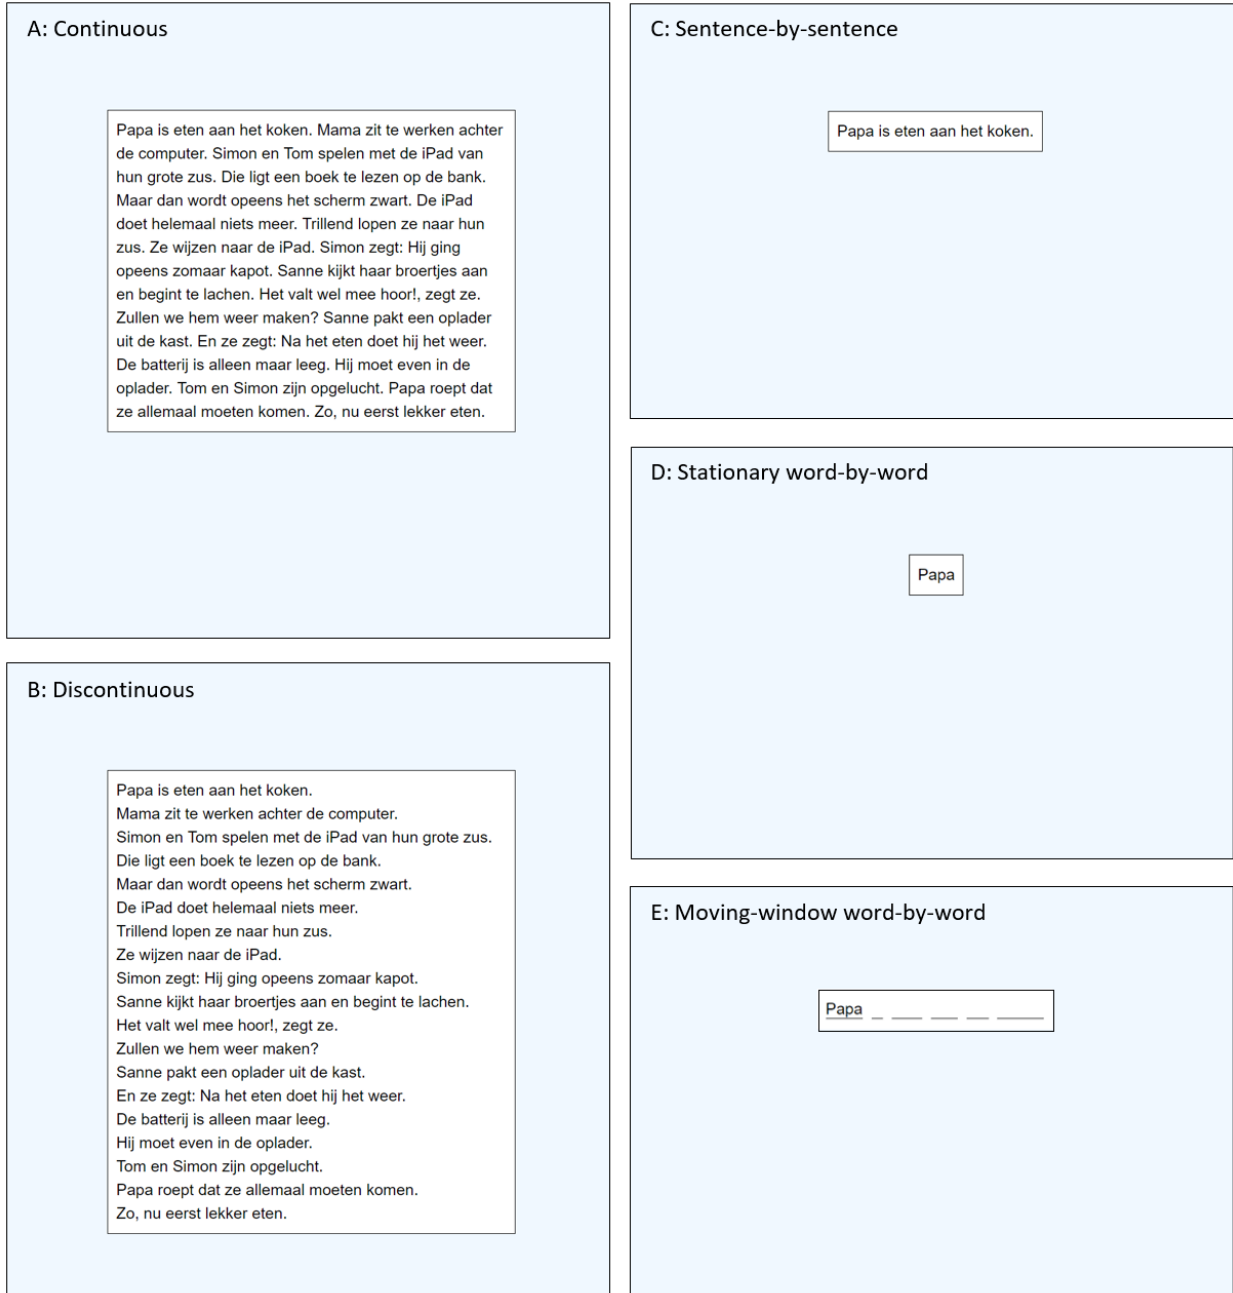 A: Continuous
Papa is eten aan het koken. Mama zit te werken achter
de computer. Simon en Tom spelen met de iPad van
hun grote zus. Die ligt een boek te lezen op de bank.
Maar dan wordt opeens het scherm zwart. De iPad
doet helemaal niets meer. Trillend lopen ze naar hun
zus. Ze wijzen naar de iPad. Simon zegt: Hij ging
opeens zomaar kapot. Sanne kijkt haar broertjes aan
en begint te lachen. Het valt wel mee hoor!, zegt ze.
Zullen we hem weer maken? Sanne pakt een oplader
uit de kast. En ze zegt: Na het eten doet hij het weer.
De batterij is alleen maar leeg. Hij moet even in de
oplader. Tom en Simon zijn opgelucht. Papa roept dat
ze allemaal moeten komen. Zo, nu eerst lekker eten.
B: Discontinuous
Papa is eten aan het koken.
Mama zit te werken achter de computer.
Simon en Tom spelen met de iPad van hun grote zus.
Die ligt een boek te lezen op de bank.
Maar dan wordt opeens het scherm zwart.
De iPad doet helemaal niets meer.
Trillend lopen ze naar hun zus.
Ze wijzen naar de iPad.
Simon zegt: Hij ging opeens zomaar kapot.
Sanne kijkt haar broertjes aan en begint te lachen.
Het valt wel mee hoor!, zegt ze.
Zullen we hem weer maken?
Sanne pakt een oplader uit de kast.
En ze zegt: Na het eten doet hij het weer.
De batterij is alleen maar leeg.
Hij moet even in de oplader.
Tom en Simon zijn opgelucht.
Papa roept dat ze allemaal moeten komen.
Zo, nu eerst lekker eten.
C: Sentence-by-sentence
Papa is eten aan het koken.
D: Stationary word-by-word
Papa
E: Moving-window word-by-word
Papa _ ___ ___ __ _____